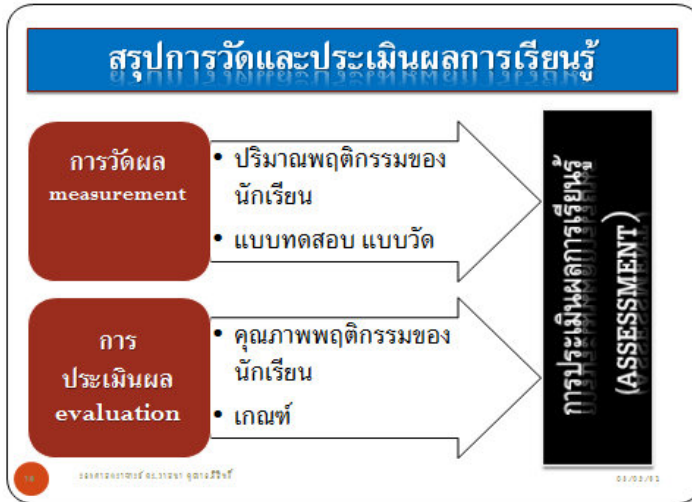 สรุปการวัดและประเมินผลการเรียนรู้
การวัดผล
measurement
• ปริมาณพฤติกรรมของ
นักเรียน
• แบบทดสอบ แบบวัด
การ
ประเมินผล
evaluation
• คุณภาพพฤติกรรมของ
นักเรียน
• เกณฑ์
การประเมินผลการเรียนรู้
(ASSESSMENT)